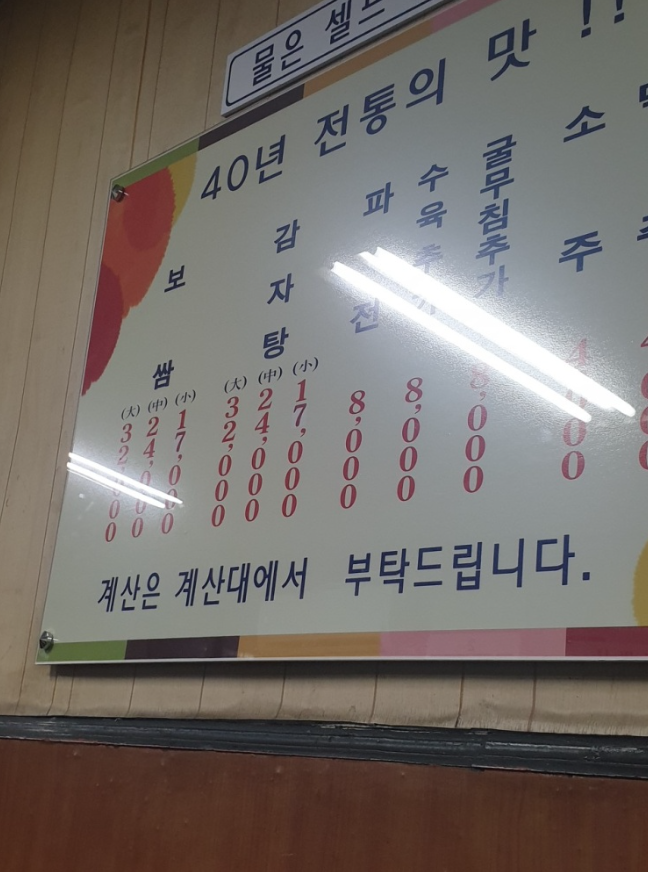 물은 셀프
40년 전통의 맛 !!
보쌈
(大) 32,000
(中) 24,000
(小) 17,000
감자탕
(大) 32,000
(中) 24,000
(小) 17,000
파전
8,000
수육추가
8,000
굴무침추가
8,000
소주
4,000
계산은 계산대에서 부탁드립니다.